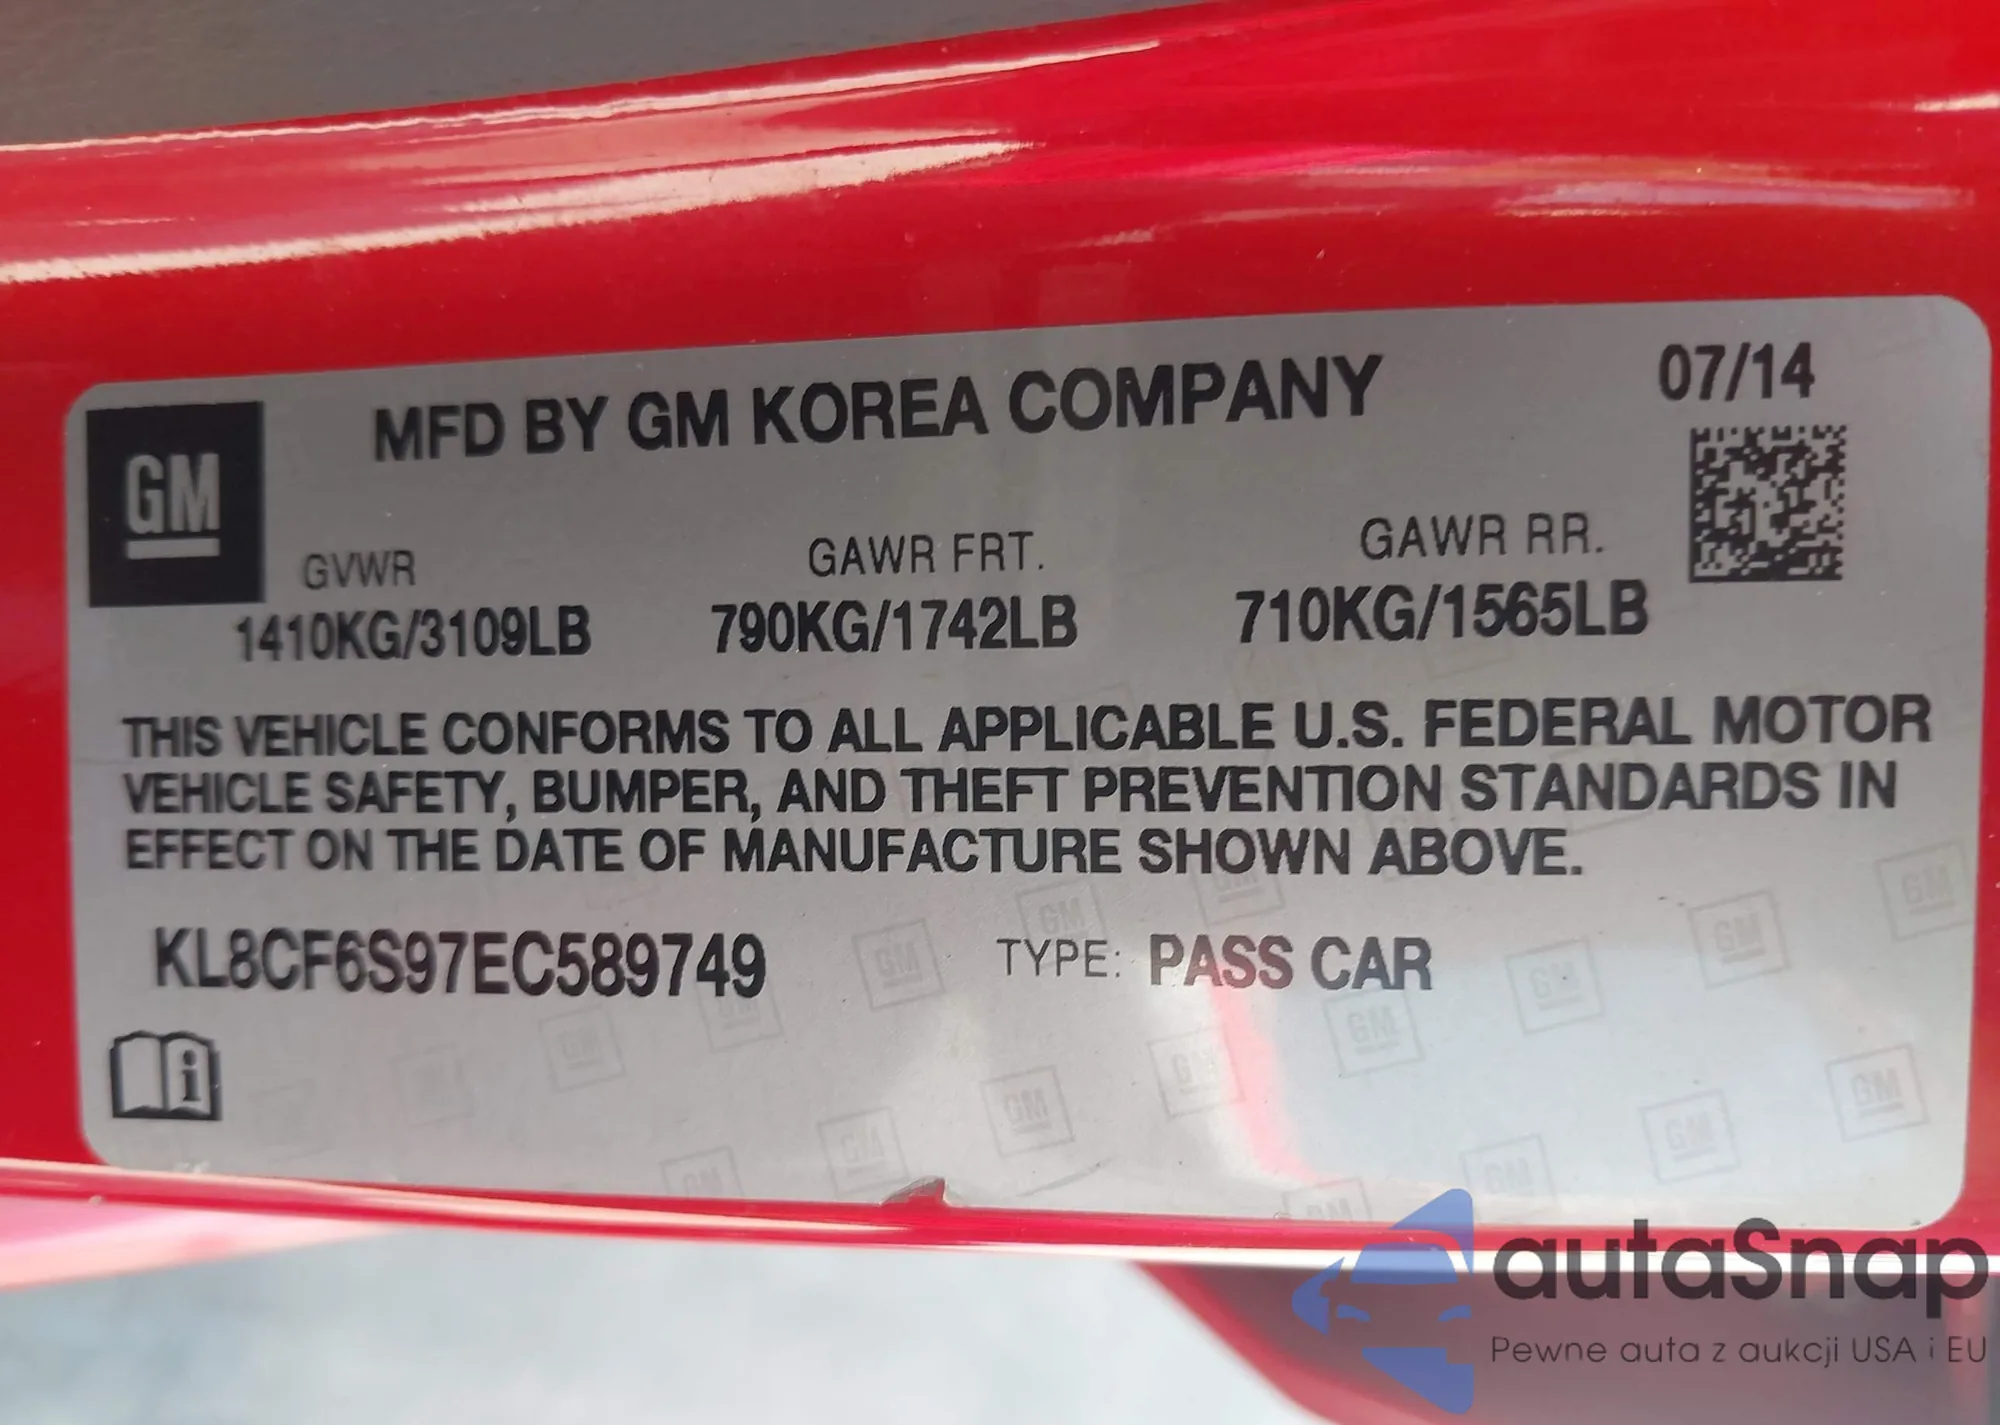 MFD BY GM KOREA COMPANY
07/14
GM
GVWR
GAWR FRT.
GAWR RR.
1410KG/3109LB
790KG/1742LB
710KG/1565LB
THIS VEHICLE CONFORMS TO ALL APPLICABLE U.S. FEDERAL MOTOR
VEHICLE SAFETY, BUMPER, AND THEFT PREVENTION STANDARDS IN
EFFECT ON THE DATE OF MANUFACTURE SHOWN ABOVE.
KL8CF6S97EC589749
TYPE: PASS CAR
i
autaSnap
Pewne auta z aukcji USA i EU